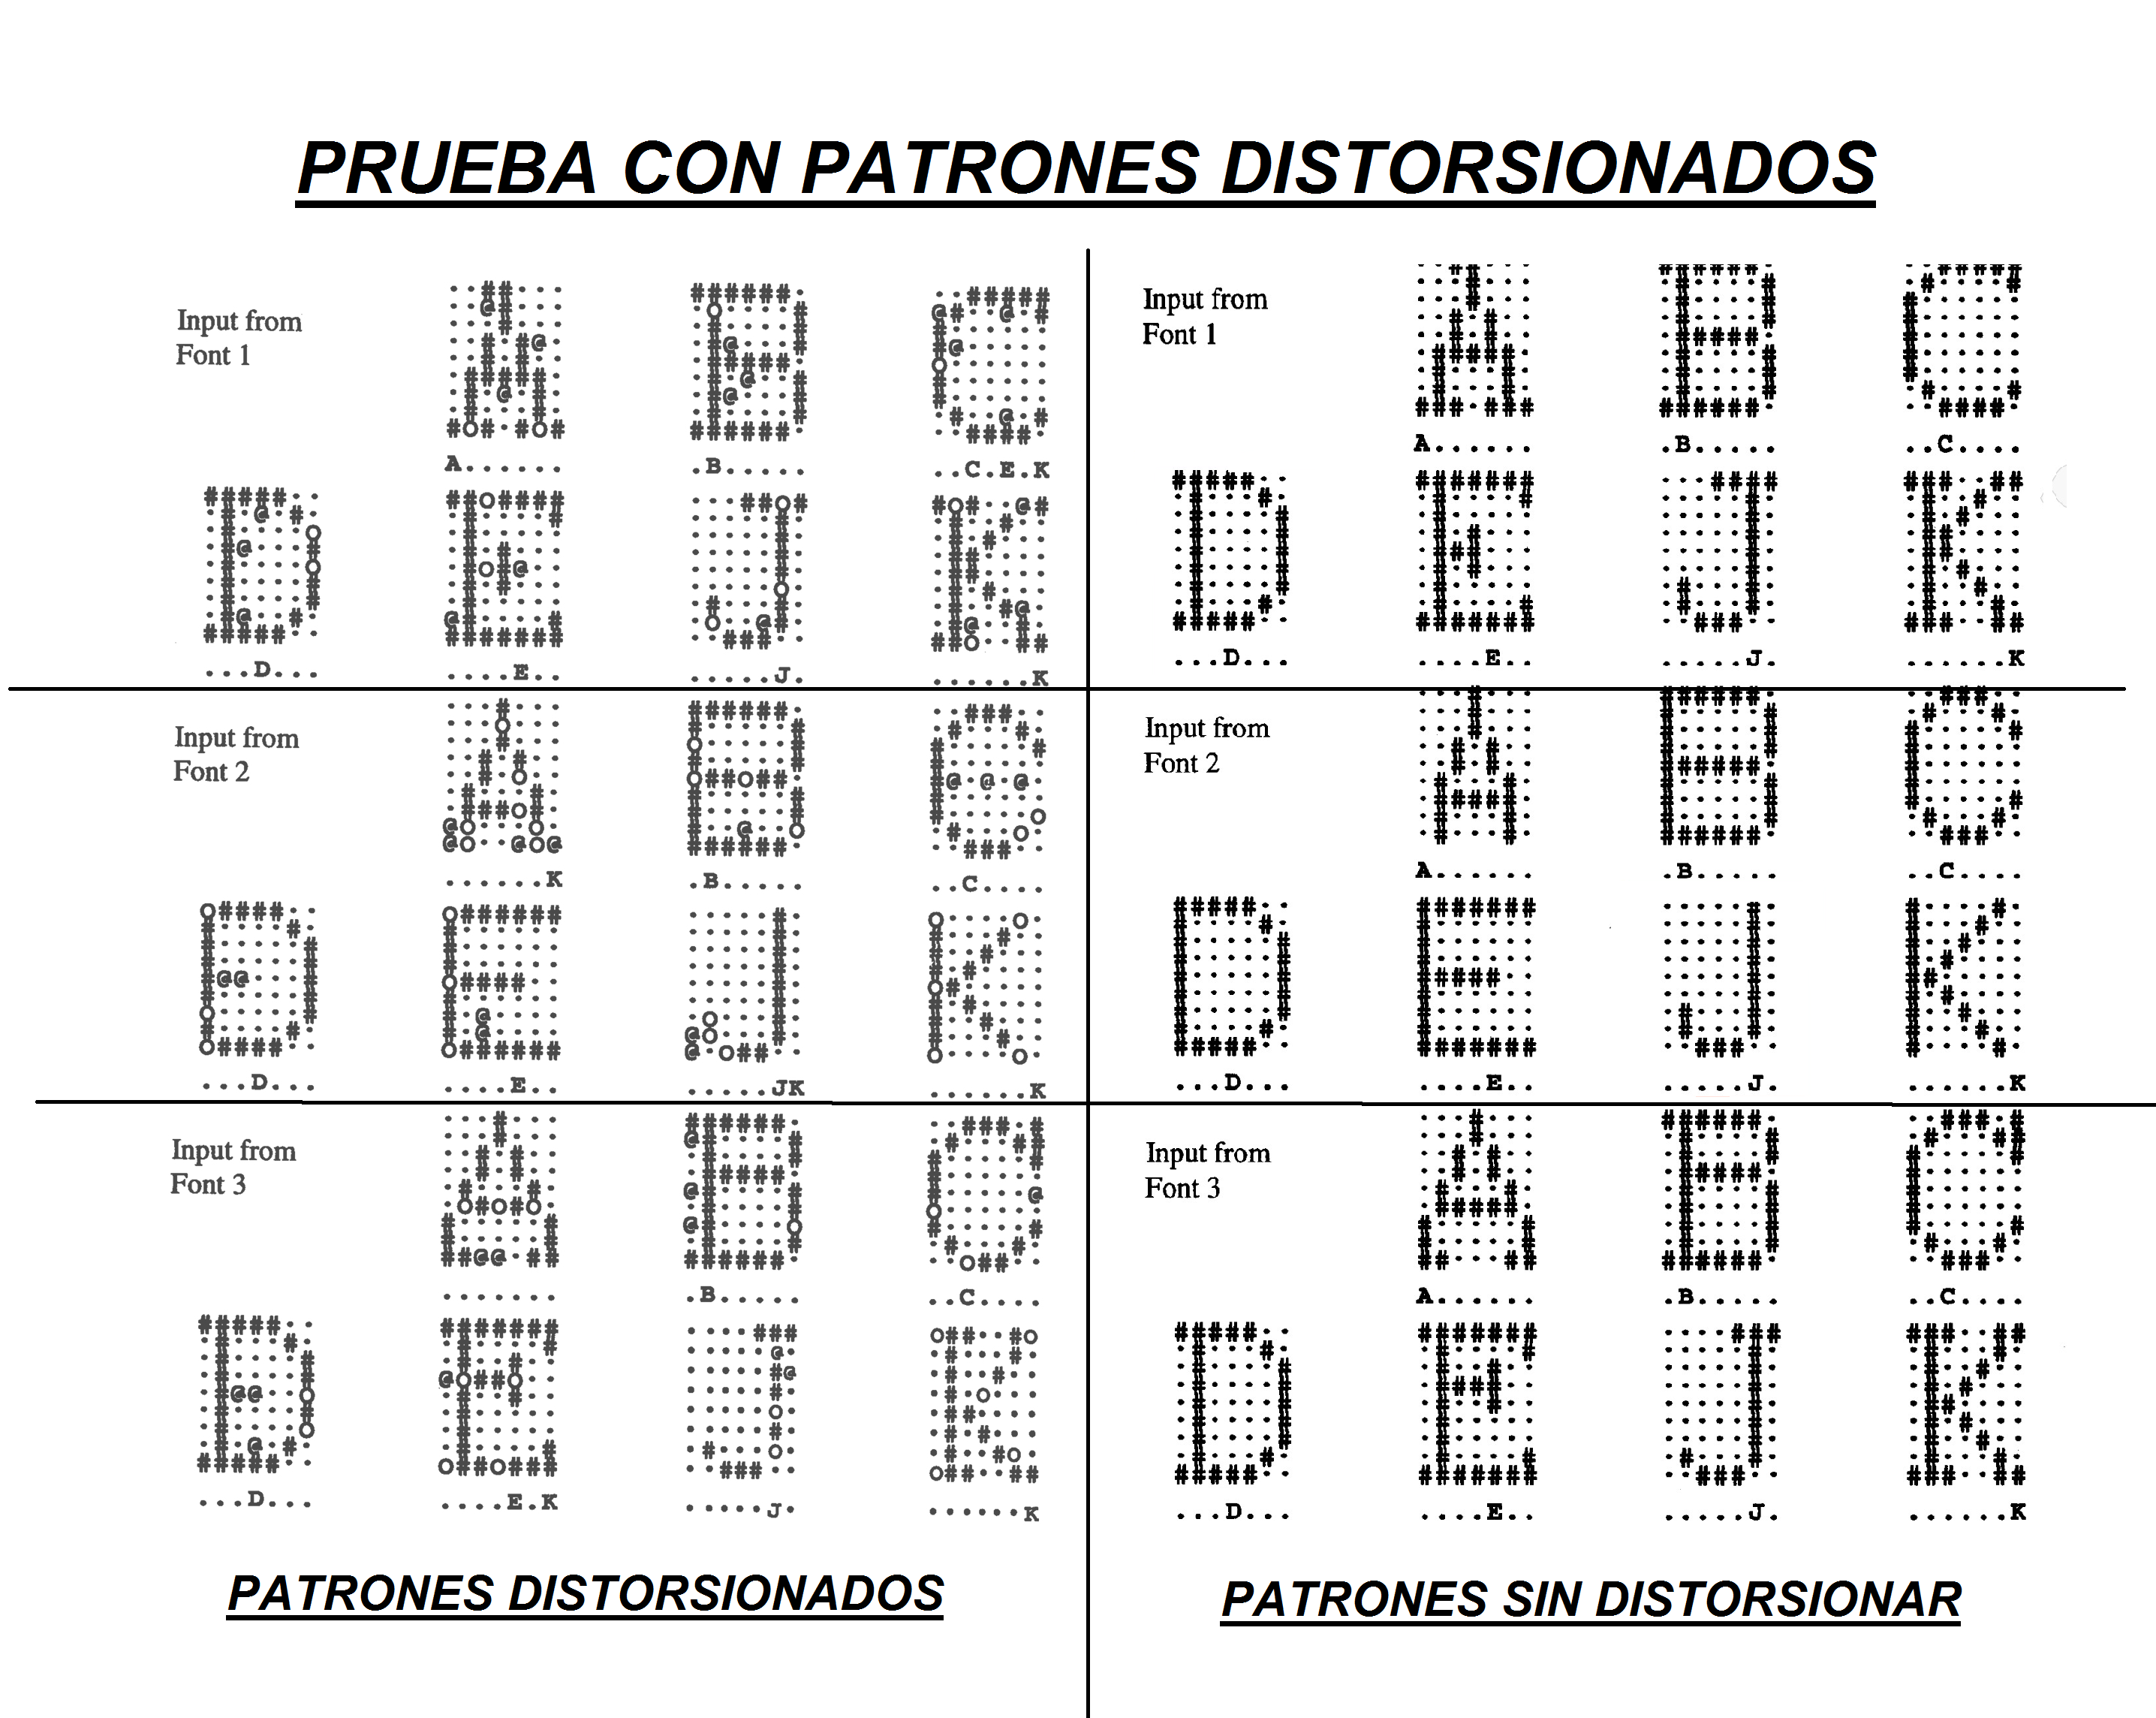 PRUEBA CON PATRONES DISTORSIONADOS
Input from
Font 1
A . . . . . .
. B . . . . .
. . C . E . K
. . . D . . .
. . . . E . .
. . . . . J .
. . . . . . K
Input from
Font 2
. . . . . . K
. B . . . . .
. . C . . . .
. . . D . . .
. . . . E . .
. . . . . J K
. . . . . . K
Input from
Font 3
. . . . . . .
. B . . . . .
. . C . . . .
. . . D . . .
. . . . E . K
. . . . . J .
. . . . . . K
PATRONES DISTORSIONADOS
Input from
Font 1
A . . . . . .
. B . . . . .
. . C . . . .
. . . D . . .
. . . . E . .
. . . . . J .
. . . . . . K
Input from
Font 2
A . . . . . .
. B . . . . .
. . C . . . .
. . . D . . .
. . . . E . .
. . . . . J .
. . . . . . K
Input from
Font 3
A . . . . . .
. B . . . . .
. . C . . . .
. . . D . . .
. . . . E . .
. . . . . J .
. . . . . . K
PATRONES SIN DISTORSIONAR